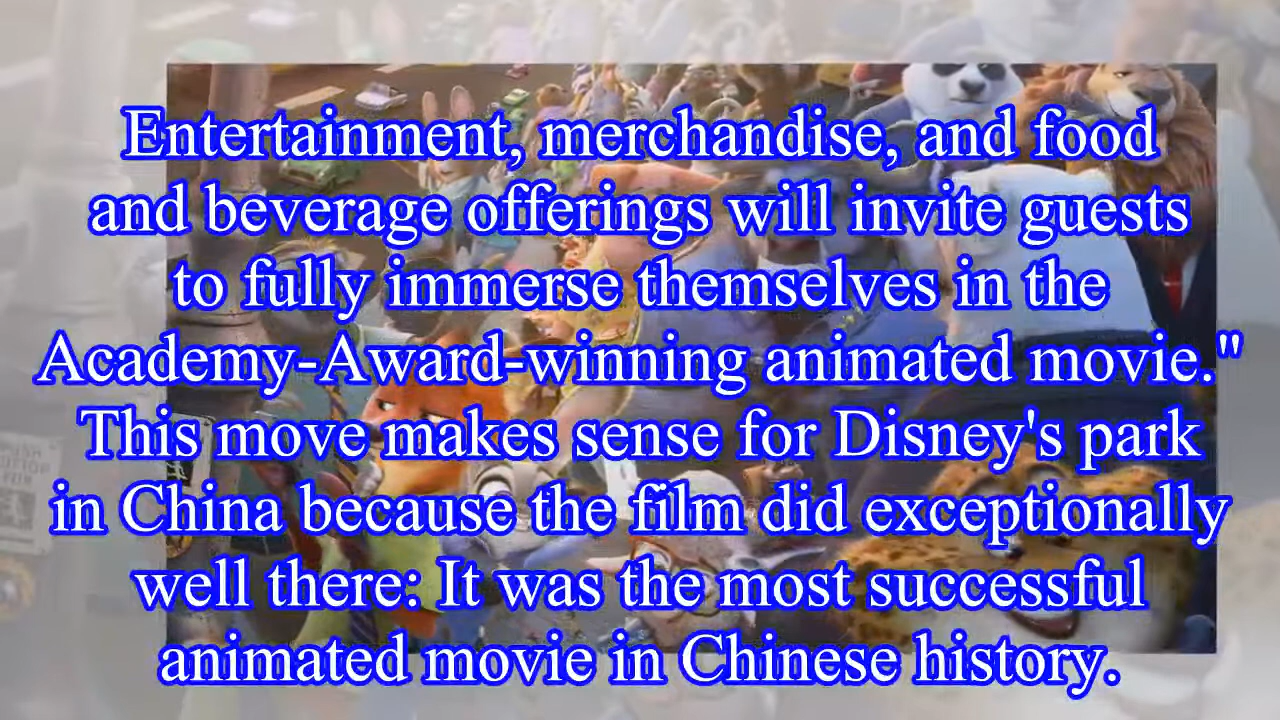 Entertainment, merchandise, and food
and beverage offerings will invite guests
to fully immerse themselves in the
Academy-Award-winning animated movie."
This move makes sense for Disney's park
in China because the film did exceptionally
well there: It was the most successful
animated movie in Chinese history.